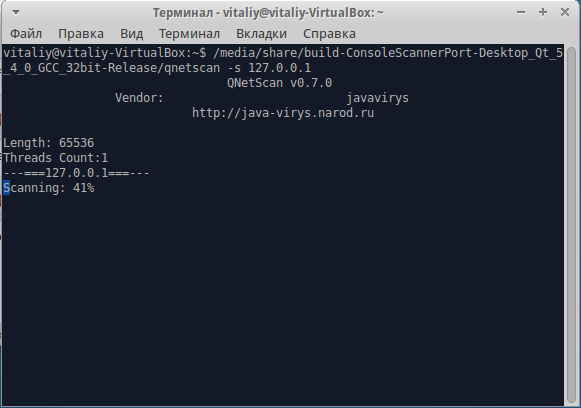 Терминал - vitaliy@vitaliy-VirtualBox: ~
Файл Правка Вид Терминал Вкладки Справка
vitaliy@vitaliy-VirtualBox:~$ /media/share/build-ConsoleScannerPort-Desktop_Qt_5
_4_0_GCC_32bit-Release/qnetscan -s 127.0.0.1
QNetScan v0.7.0
Vendor: javavirys
http://java-virys.narod.ru
Length: 65536
Threads Count:1
---===127.0.0.1===---
Scanning: 41%